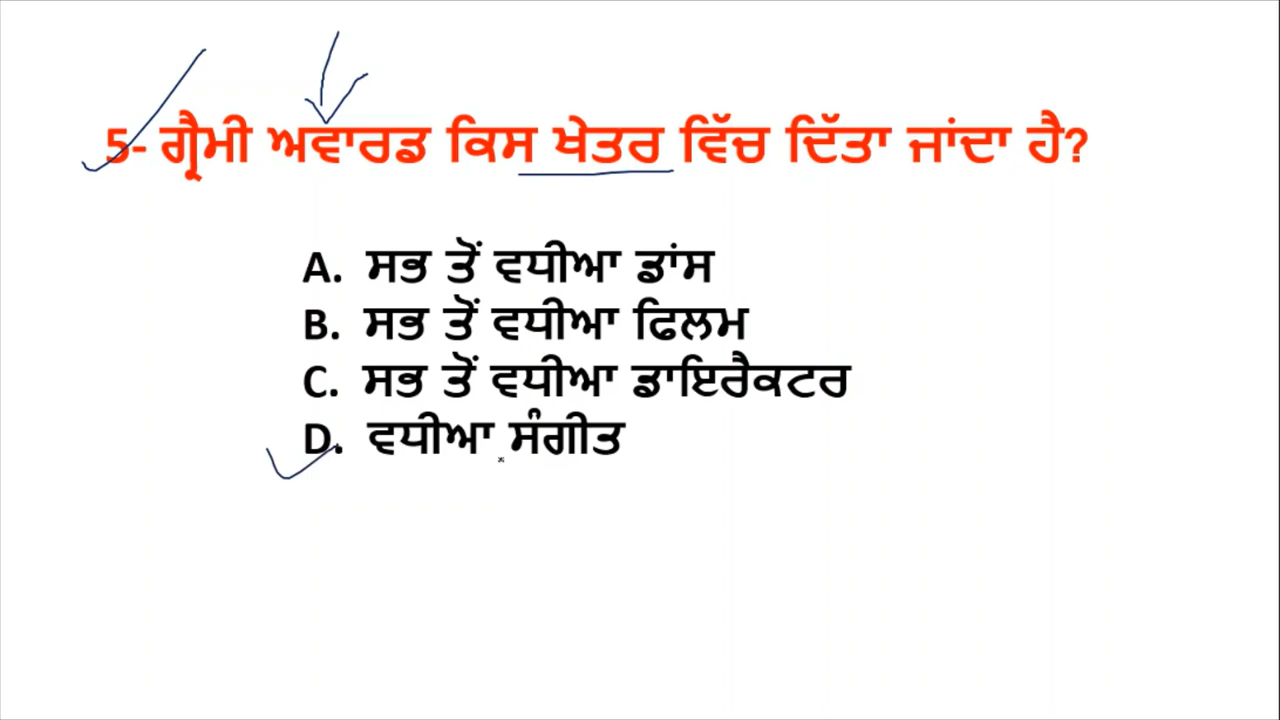 5- ਗ੍ਰੈਮੀ ਅਵਾਰਡ ਕਿਸ ਖੇਤਰ ਵਿੱਚ ਦਿੱਤਾ ਜਾਂਦਾ ਹੈ?
A. ਸਭ ਤੋਂ ਵਧੀਆ ਡਾਂਸ
B. ਸਭ ਤੋਂ ਵਧੀਆ ਫਿਲਮ
C. ਸਭ ਤੋਂ ਵਧੀਆ ਡਾਇਰੈਕਟਰ
D. ਵਧੀਆ ਸੰਗੀਤ